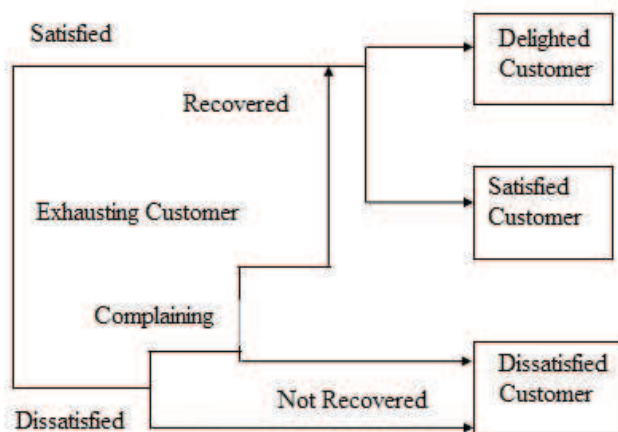 Satisfied
Delighted
Customer
Recovered
Satisfied
Customer
Exhausting Customer
Complaining
Dissatisfied
Customer
Not Recovered
Dissatisfied